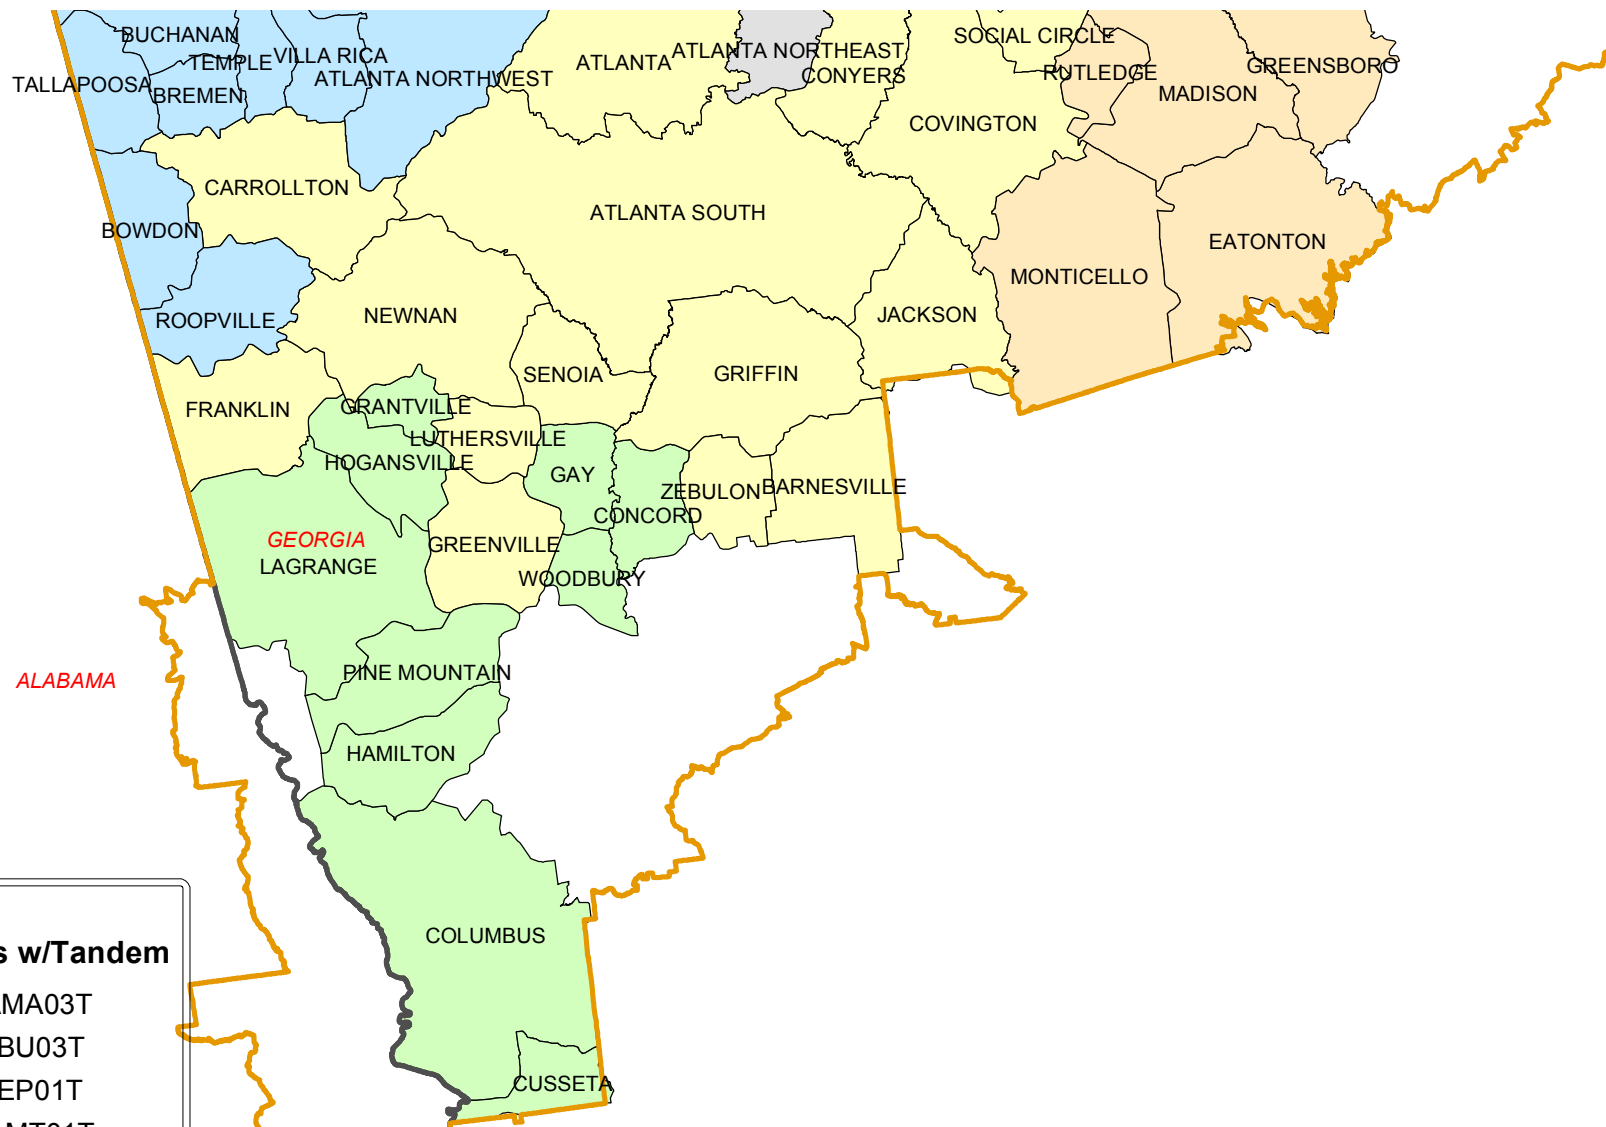 BUCHANAN
SOCIAL CIRCLE
TEMPLE
VILLA RICA
ATLANTA
ATLANTA NORTHEAST
GREENSBORO
TALLAPOOSA
BREMEN
ATLANTA NORTHWEST
CONYERS
RUTLEDGE
MADISON
COVINGTON
CARROLLTON
ATLANTA SOUTH
BOWDON
EATONTON
MONTICELLO
ROOPVILLE
NEWNAN
JACKSON
SENOIA
GRIFFIN
FRANKLIN
GRANTVILLE
LUTHERSVILLE
HOGANSVILLE
GAY
ZEBULON
BARNESVILLE
CONCORD
GEORGIA
LAGRANGE
GREENVILLE
WOODBURY
ALABAMA
PINE MOUNTAIN
HAMILTON
COLUMBUS
s w/Tandem
MA03T
BU03T
EP01T
MT01T
CUSSETA